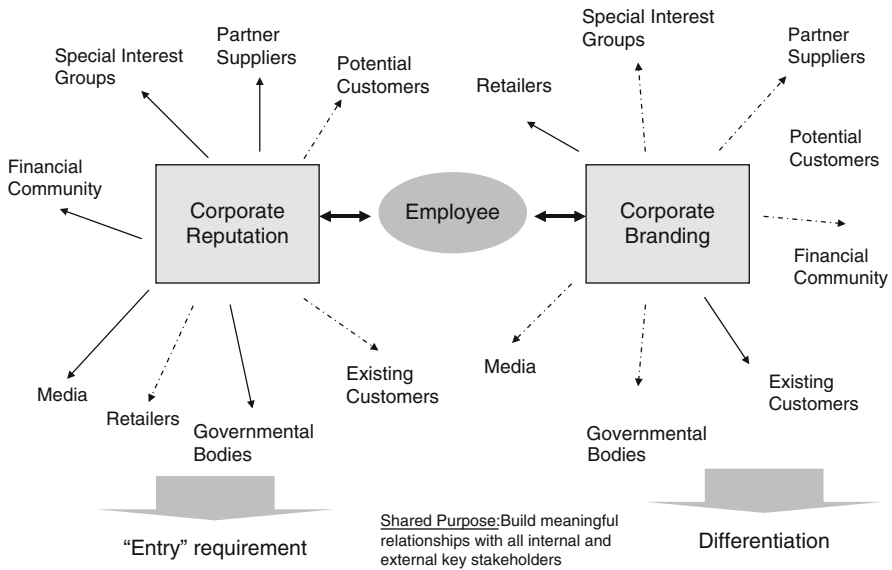 Special Interest
Groups
Partner
Suppliers
Potential
Customers
Financial
Community
Corporate
Reputation
Media
Retailers
Governmental
Bodies
Existing
Customers
Employee
Special Interest
Groups
Partner
Suppliers
Retailers
Potential
Customers
Corporate
Branding
Financial
Community
Media
Governmental
Bodies
Existing
Customers
“Entry” requirement
Shared Purpose:Build meaningful
relationships with all internal and
external key stakeholders
Differentiation